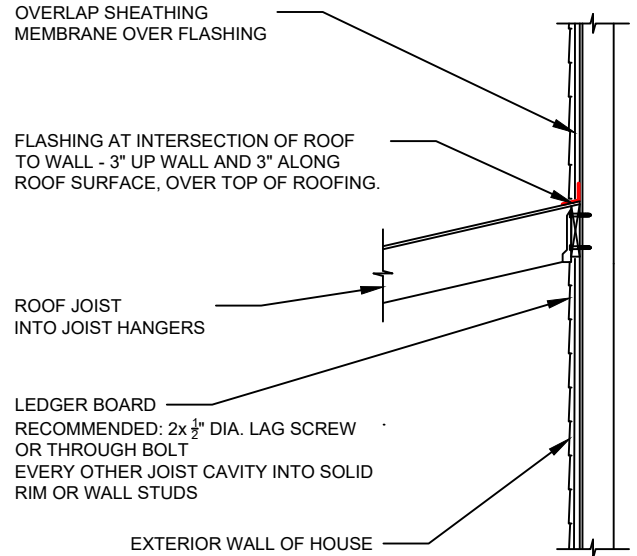 OVERLAP SHEATHING
MEMBRANE OVER FLASHING
FLASHING AT INTERSECTION OF ROOF
TO WALL - 3" UP WALL AND 3" ALONG
ROOF SURFACE, OVER TOP OF ROOFING.
ROOF JOIST
INTO JOIST HANGERS
LEDGER BOARD
RECOMMENDED: 2x ½" DIA. LAG SCREW
OR THROUGH BOLT
EVERY OTHER JOIST CAVITY INTO SOLID
RIM OR WALL STUDS
EXTERIOR WALL OF HOUSE